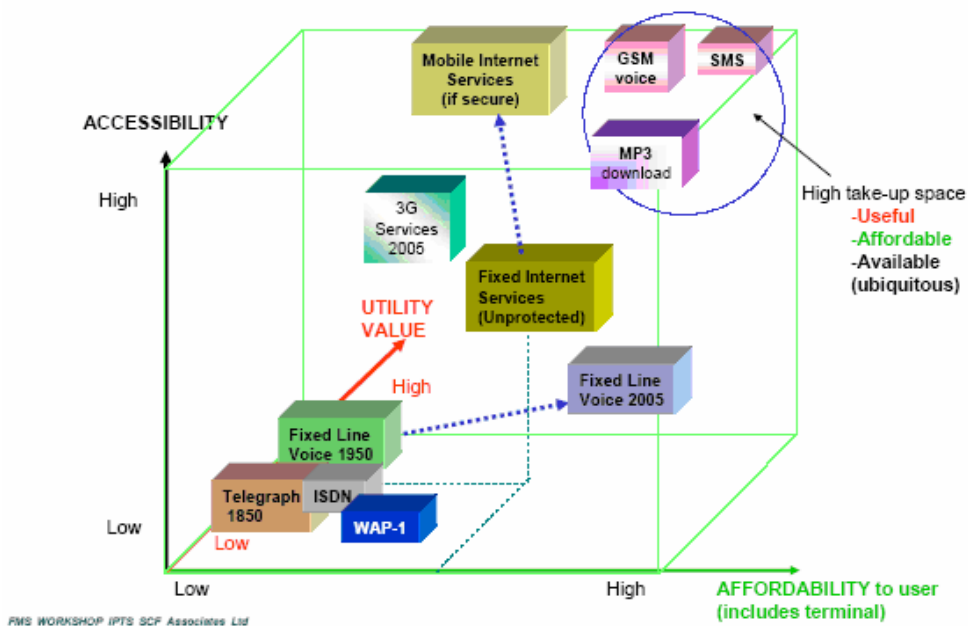 Mobile Internet
Services
(if secure)
GSM
voice
SMS
ACCESSIBILITY
MP3
download
High
3G
Services
2005
High take-up space
-Useful
-Affordable
-Available
(ubiquitous)
Fixed Internet
Services
(Unprotected)
UTILITY
VALUE
High
Fixed Line
Voice 2005
Fixed Line
Voice 1950
Telegraph
1850
ISDN
WAP-1
Low
Low
Low
High
AFFORDABILITY to user
(includes terminal)
FMS WORKSHOP IPTS SCF Associates Ltd